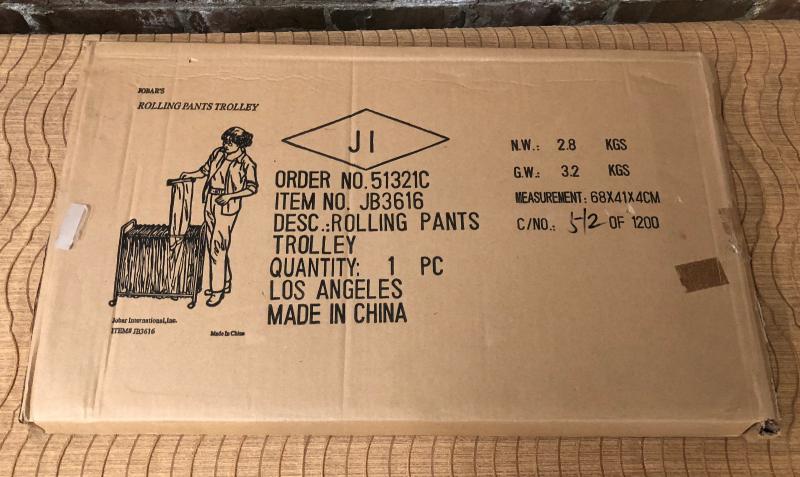 JOBAR'S
ROLLING PANTS TROLLEY
JI
ORDER NO. 51321C
ITEM NO. JB3616
DESC.:ROLLING PANTS
TROLLEY
QUANTITY: 1 PC
LOS ANGELES
MADE IN CHINA
N.W.: 2.8 KGS
G.W.: 3.2 KGS
MEASUREMENT: 68X41X4CM
C/NO.: 512 OF 1200
Jobar International,Inc.
ITEM# JB3616
Made In China